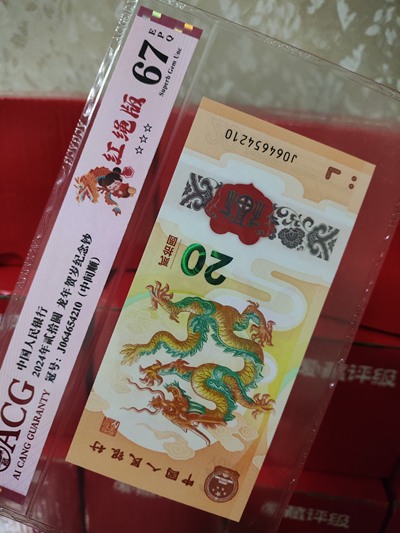 ACG
AI CANG GUARANTY
中国人民银行
2024年贰拾圆 龙年贺岁纪念钞
冠号: J064654210 (中间顺)
红绳版
☆☆☆
67
EPQ
Superb Gem Unc
J064654210
20
贰拾圆
中国人民银行